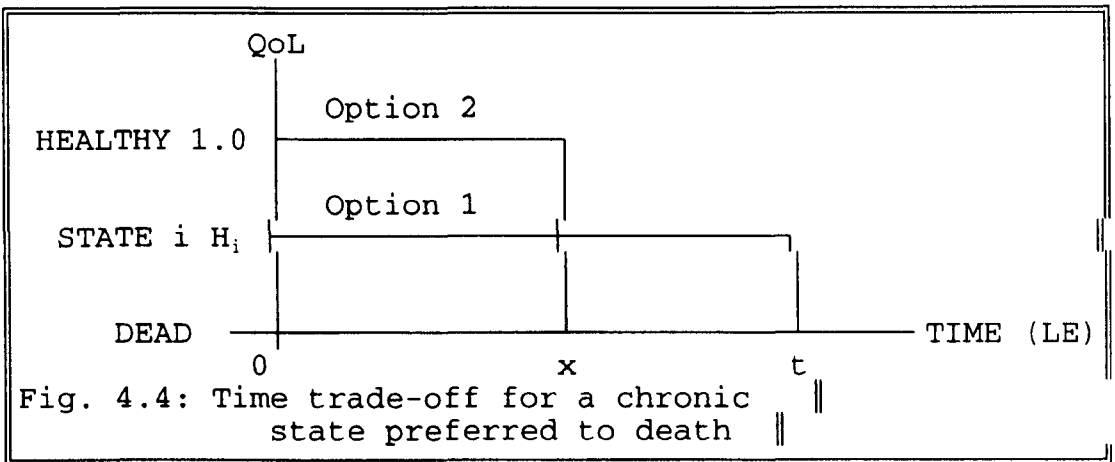 QoL
Option 2
HEALTHY 1.0
Option 1
STATE i Hᵢ
DEAD
TIME (LE)
0 x t
Fig. 4.4: Time trade-off for a chronic
state preferred to death